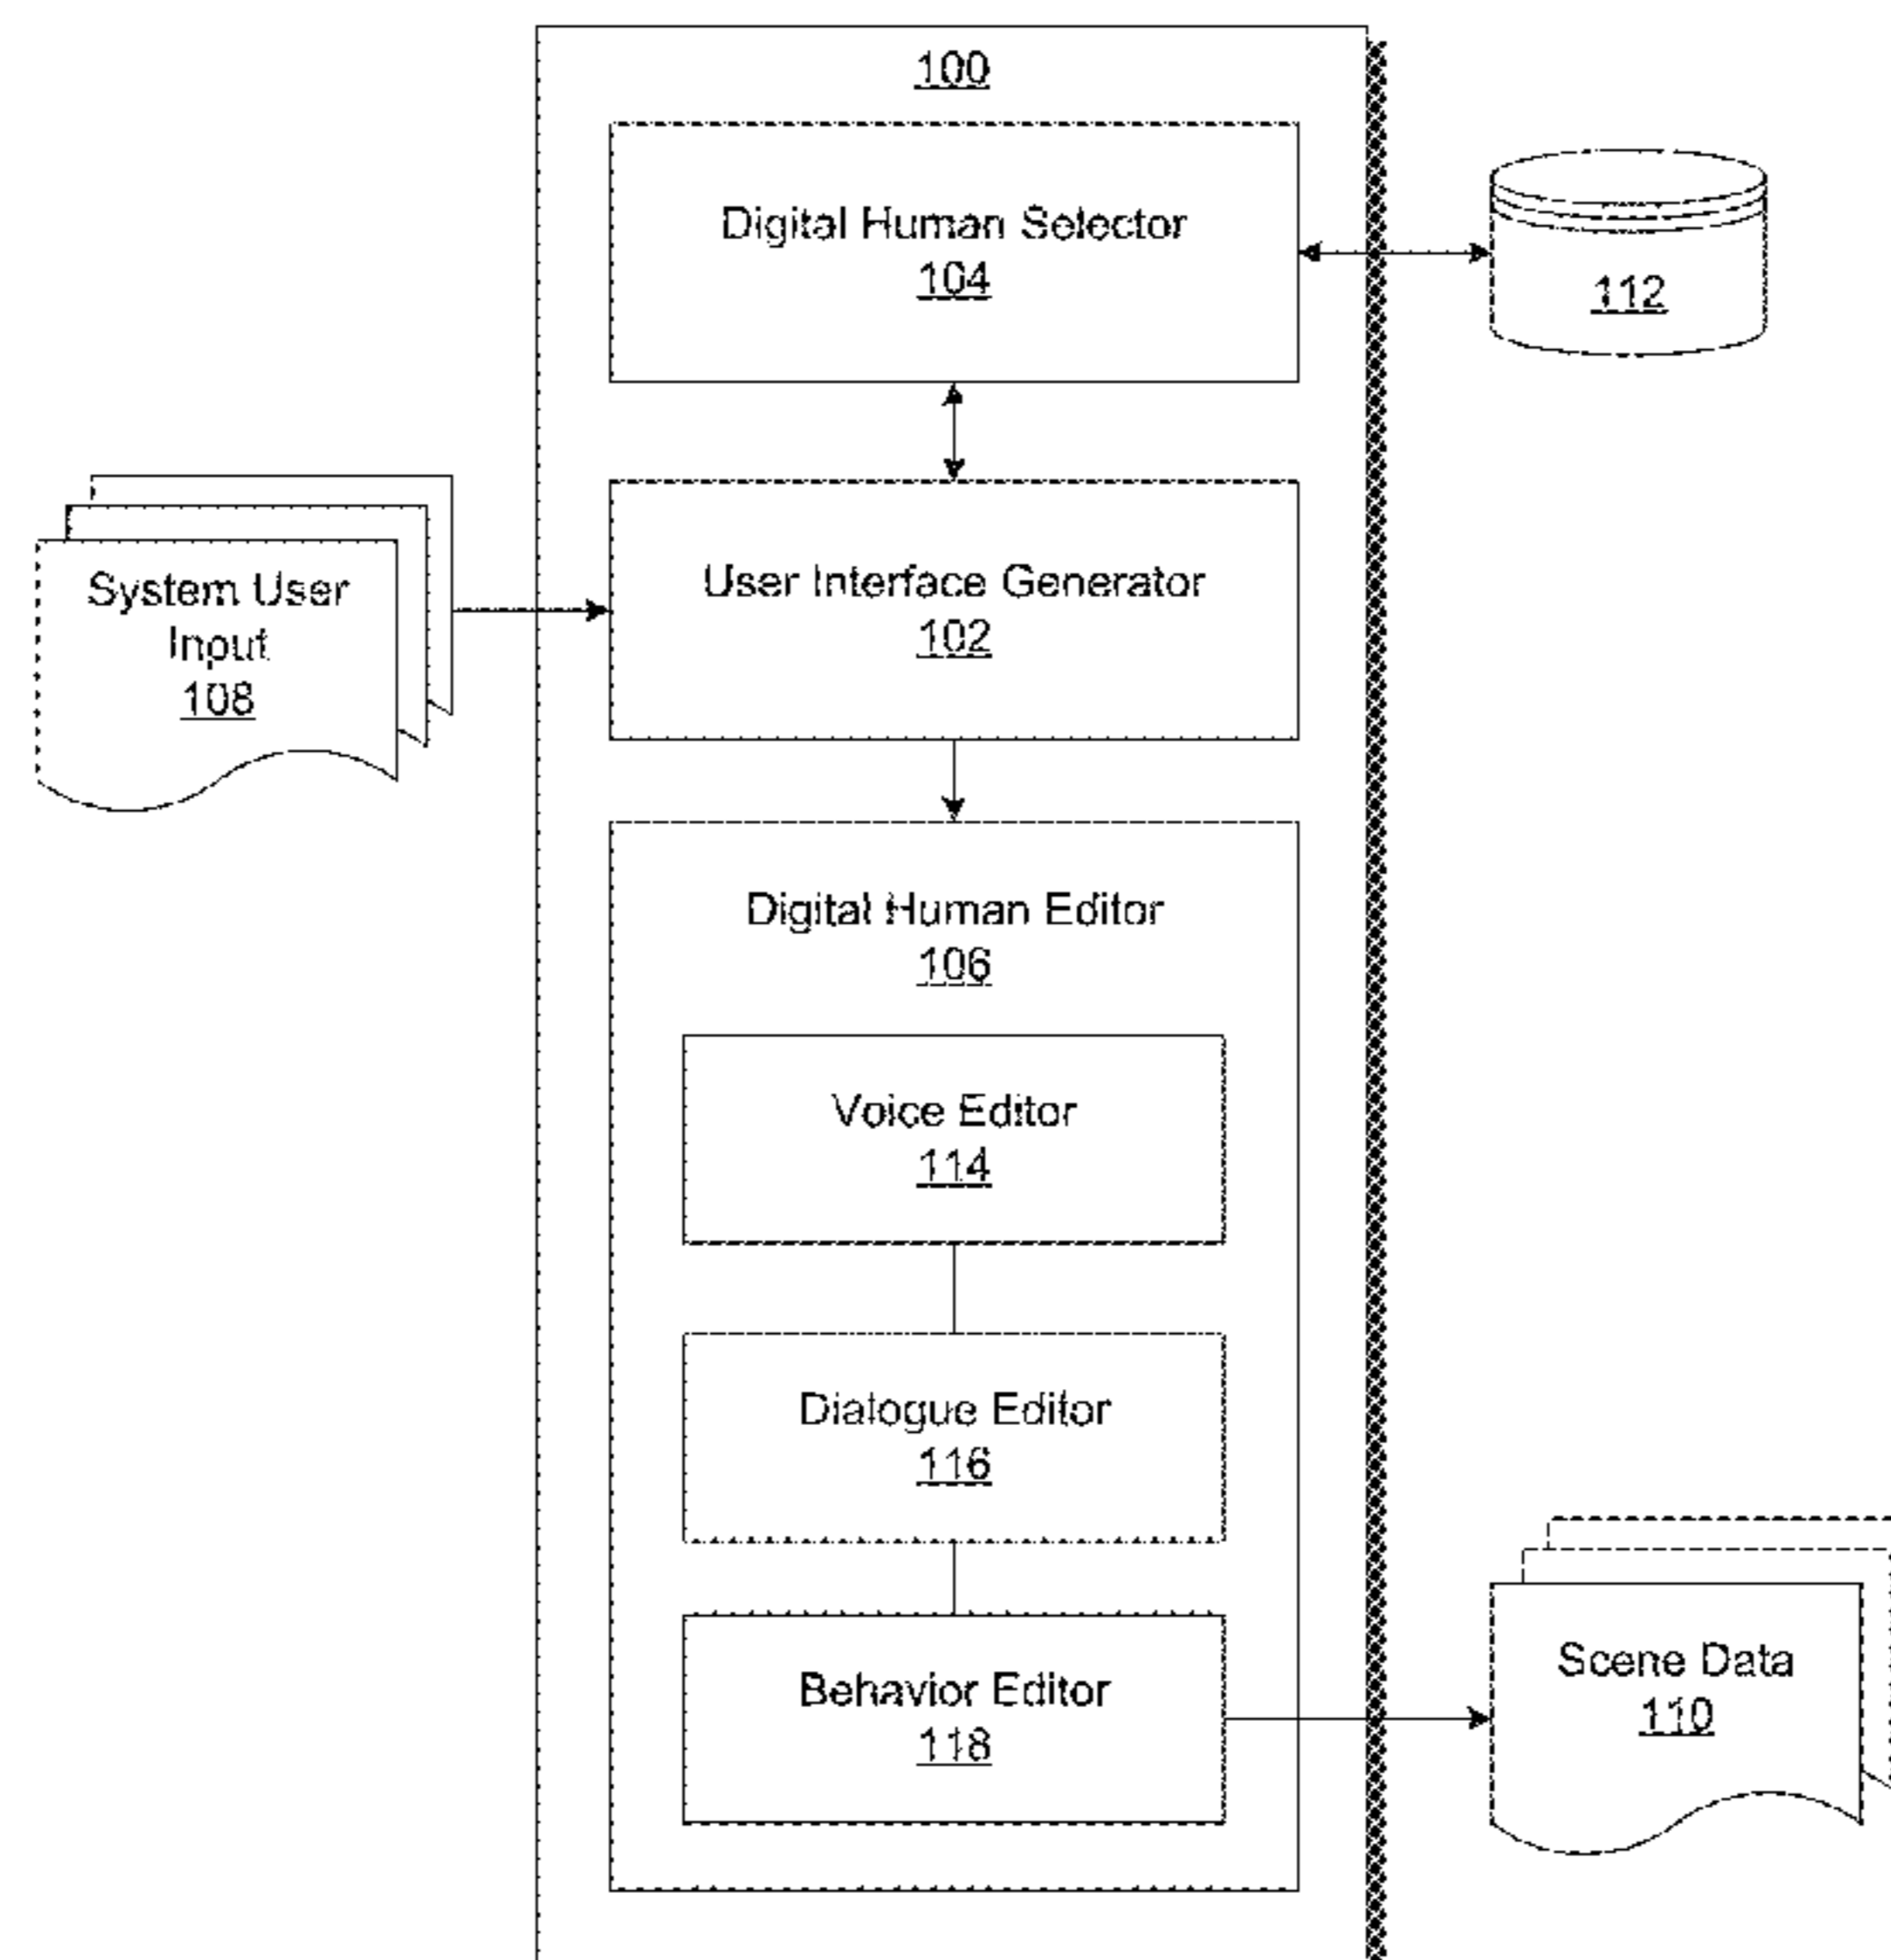 100
Digital Human Selector
104
112
System User
Input
108
User Interface Generator
102
Digital Human Editor
106
Voice Editor
114
Dialogue Editor
116
Behavior Editor
118
Scene Data
110